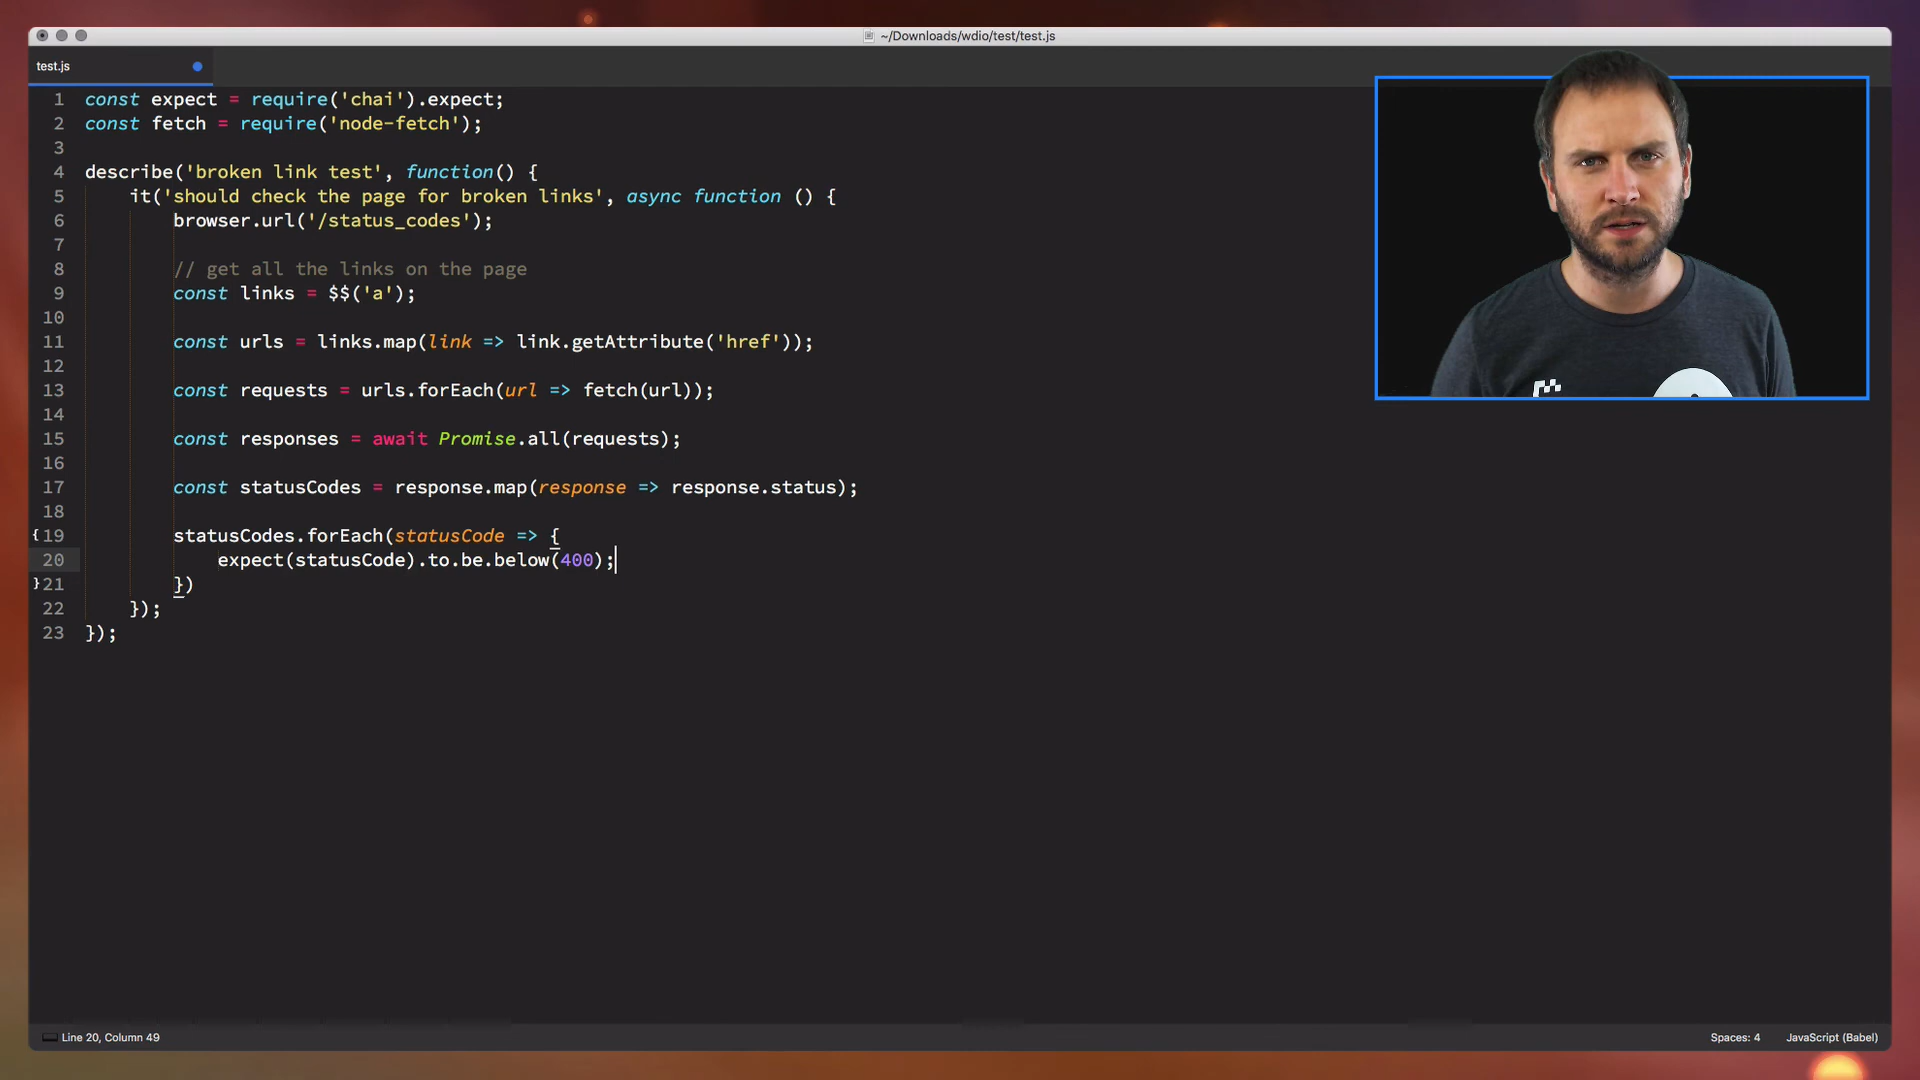 ~/Downloads/wdio/test/test.js
test.js
1 const expect = require('chai').expect;
2 const fetch = require('node-fetch');
3
4 describe('broken link test', function() {
5 it('should check the page for broken links', async function () {
6 browser.url('/status_codes');
7
8 // get all the links on the page
9 const links = $$('a');
10
11 const urls = links.map(link => link.getAttribute('href'));
12
13 const requests = urls.forEach(url => fetch(url));
14
15 const responses = await Promise.all(requests);
16
17 const statusCodes = response.map(response => response.status);
18
19 statusCodes.forEach(statusCode => {
20 expect(statusCode).to.be.below(400);
21 })
22 });
23 });
Line 20, Column 49
Spaces: 4
JavaScript (Babel)